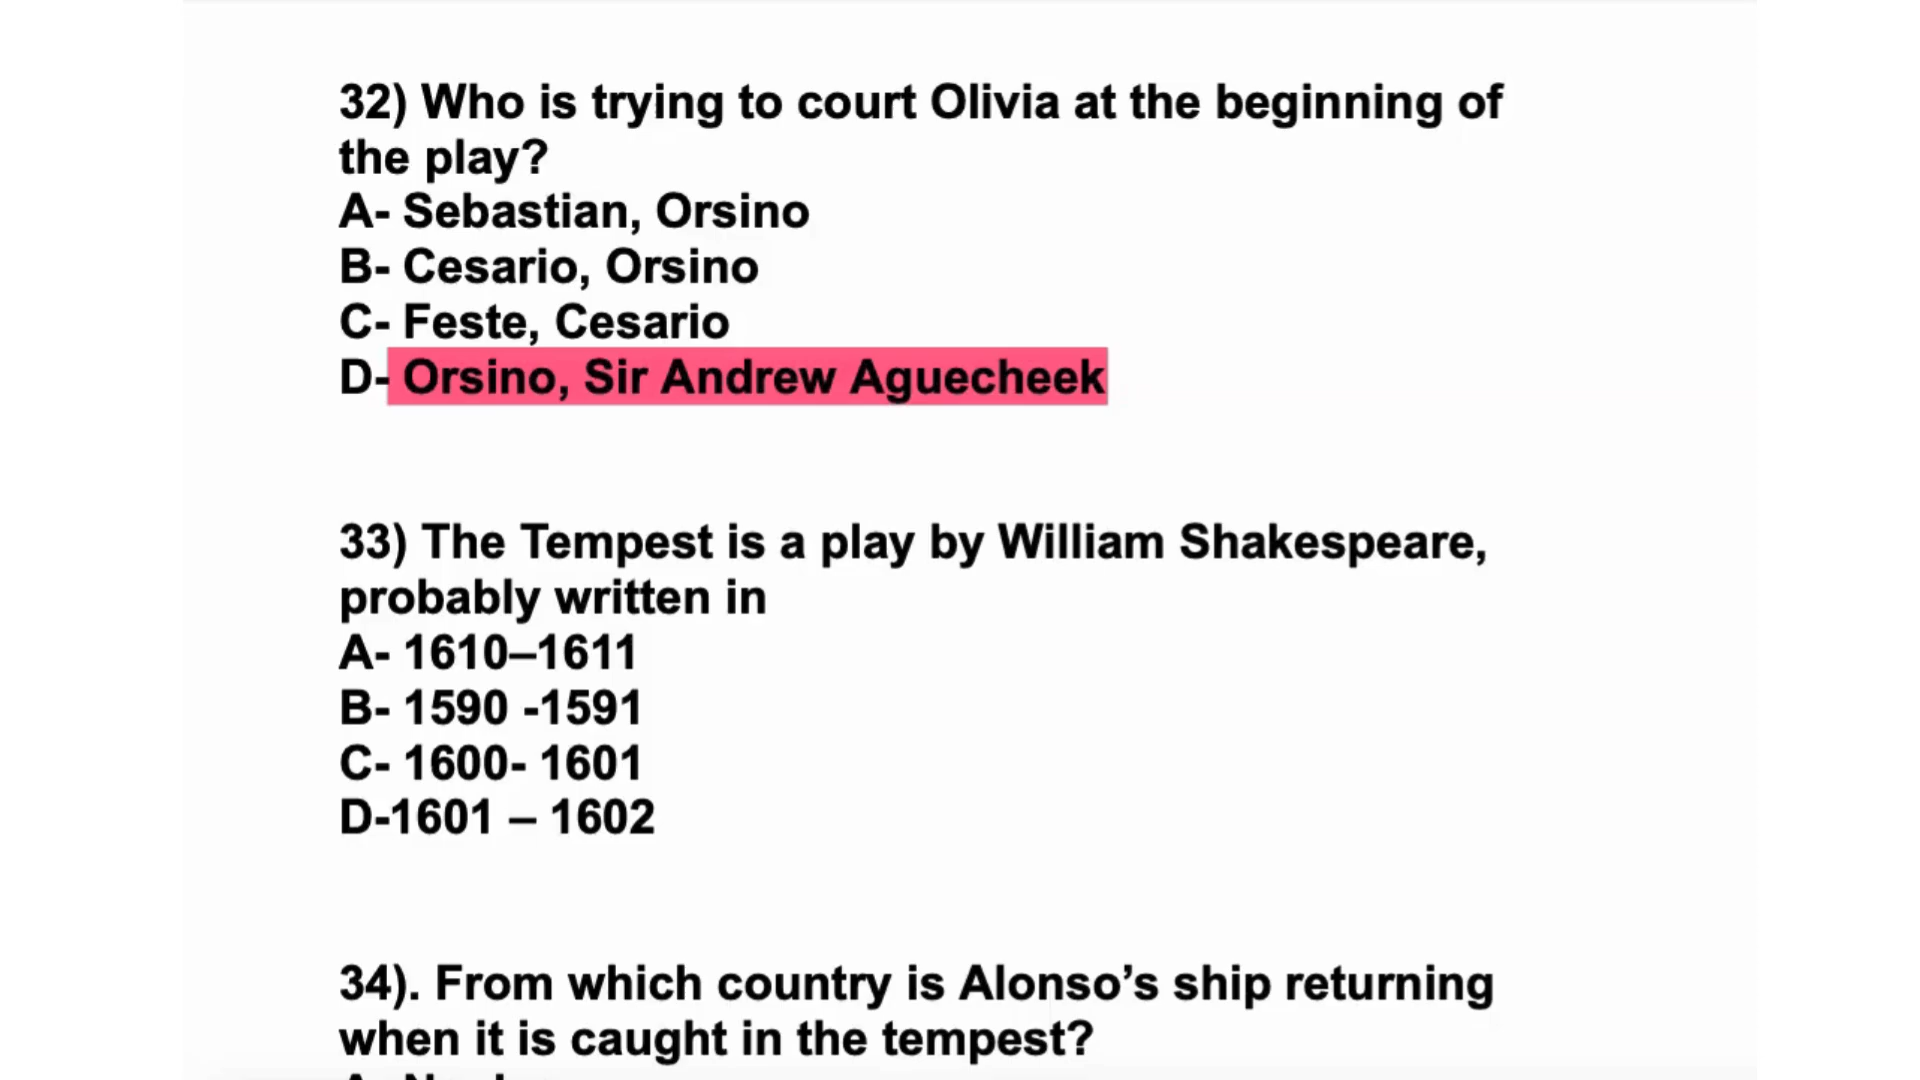 32) Who is trying to court Olivia at the beginning of
the play?
A- Sebastian, Orsino
B- Cesario, Orsino
C- Feste, Cesario
D- Orsino, Sir Andrew Aguecheek
33) The Tempest is a play by William Shakespeare,
probably written in
A- 1610–1611
B- 1590 -1591
C- 1600- 1601
D-1601 – 1602
34). From which country is Alonso’s ship returning
when it is caught in the tempest?